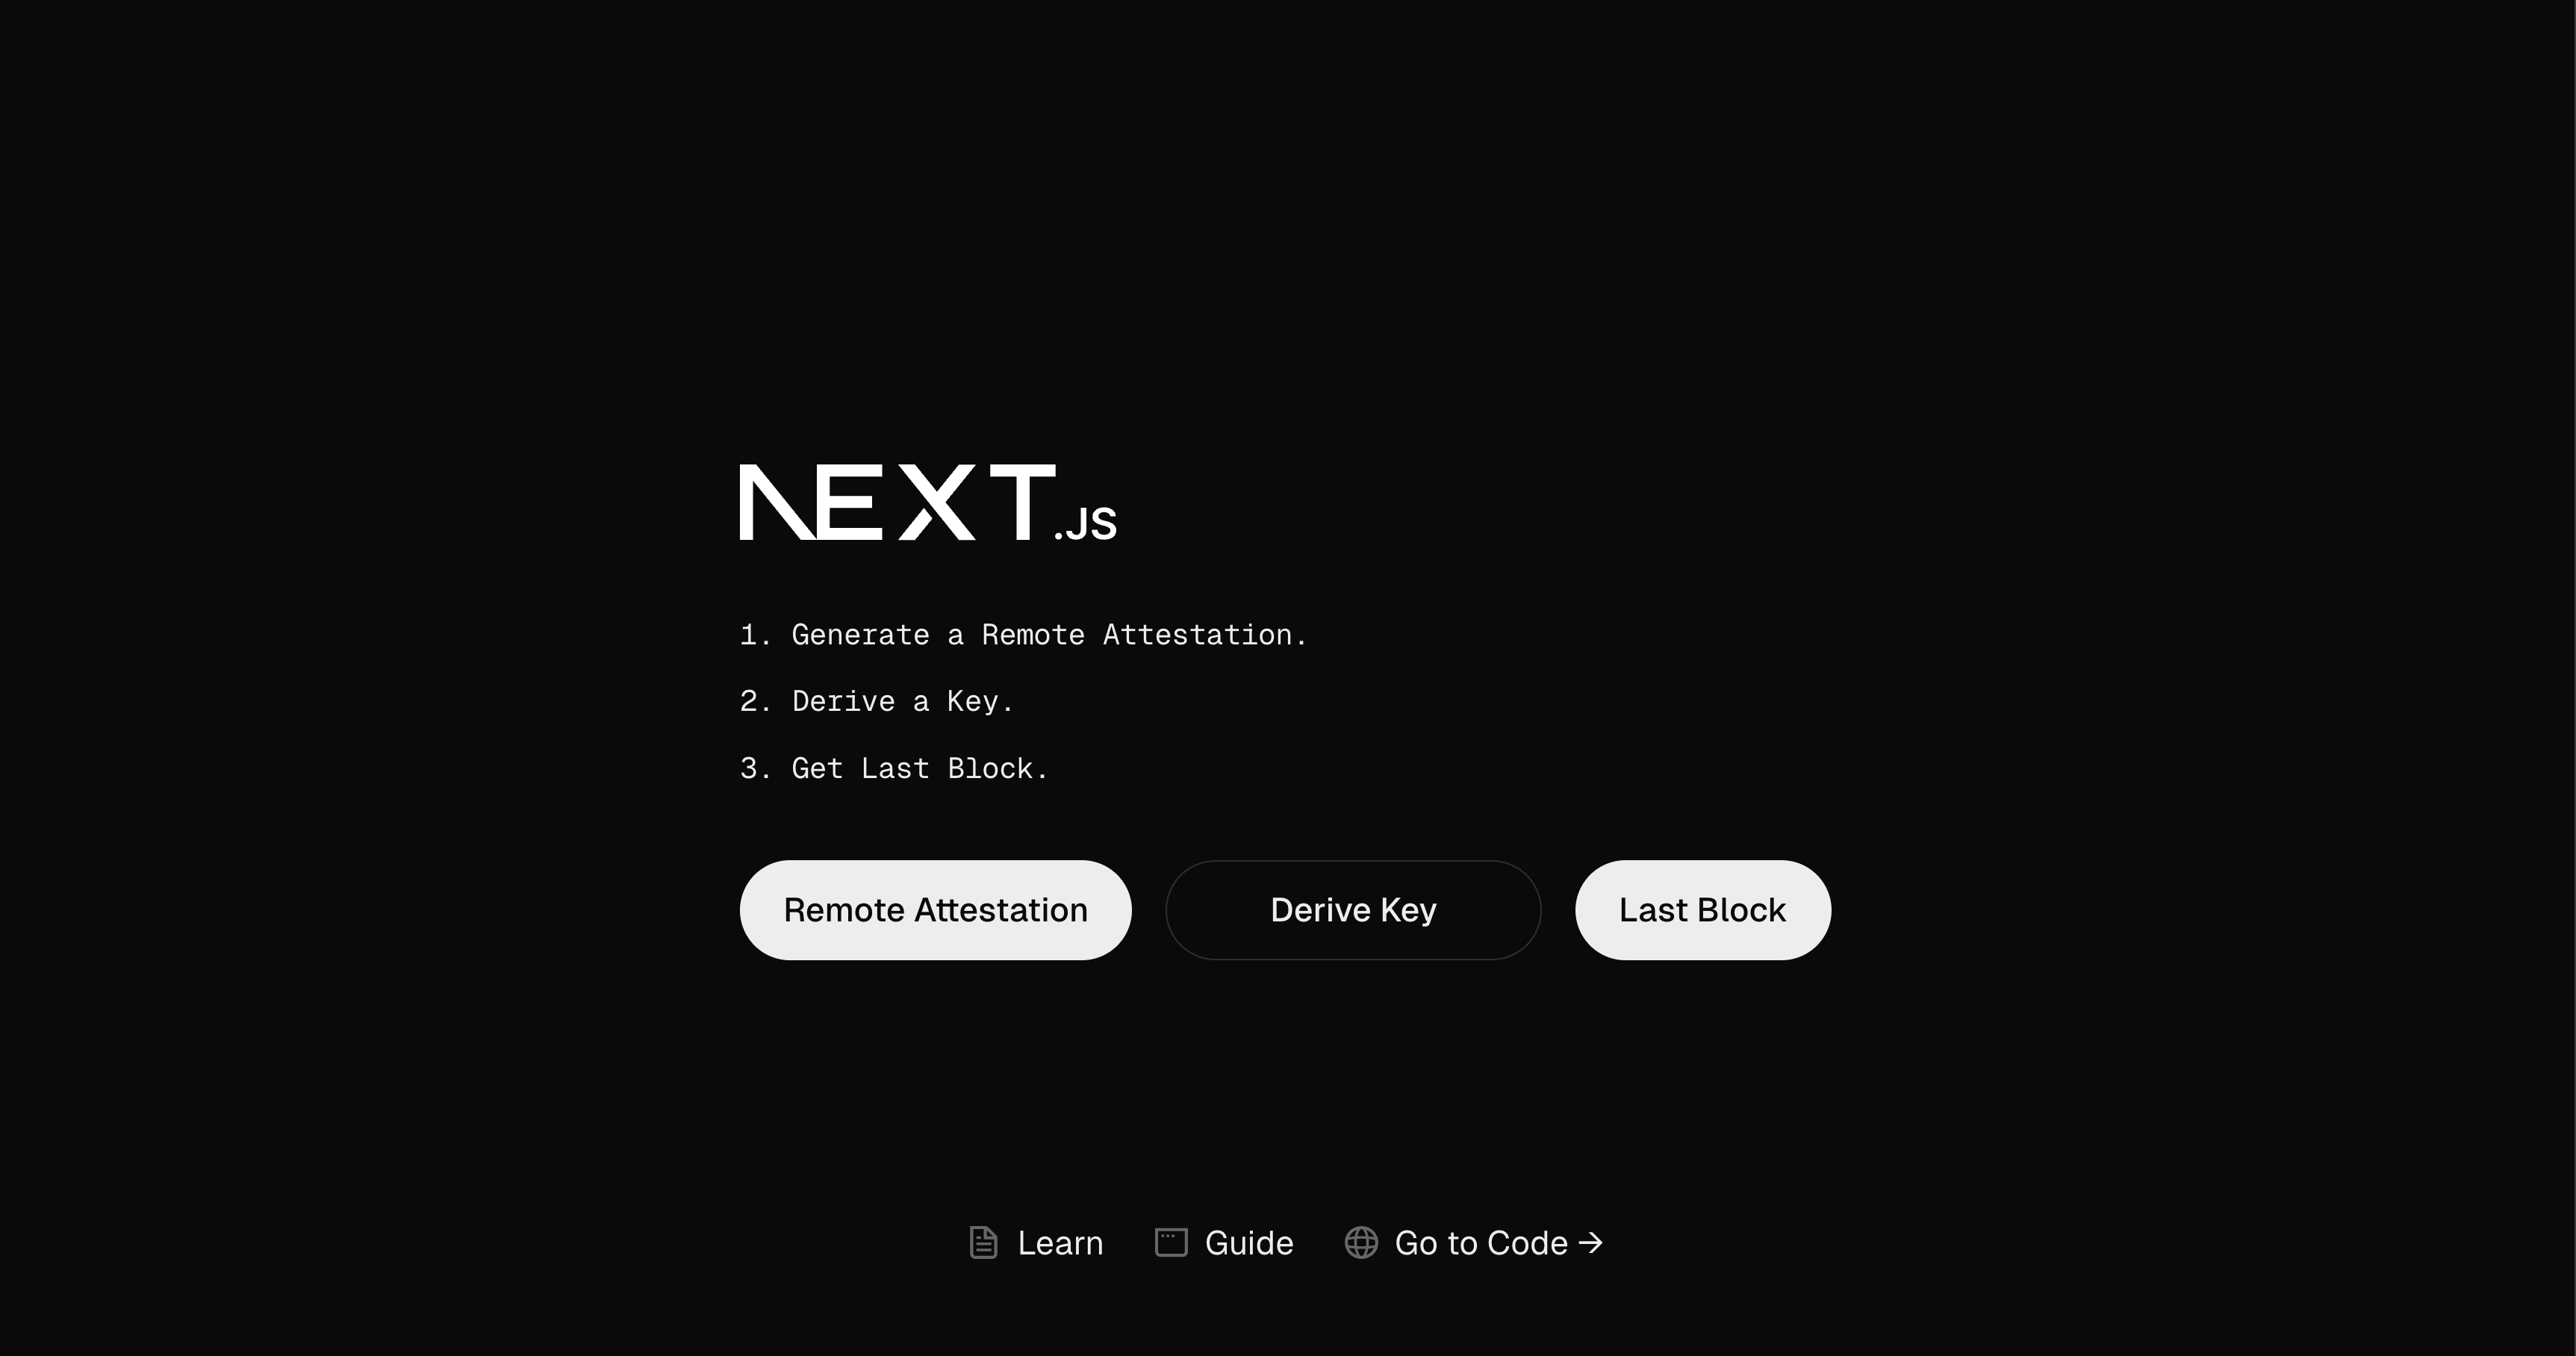 NEXT.JS
1. Generate a Remote Attestation.
2. Derive a Key.
3. Get Last Block.
Remote Attestation
Derive Key
Last Block
Learn
Guide
Go to Code →